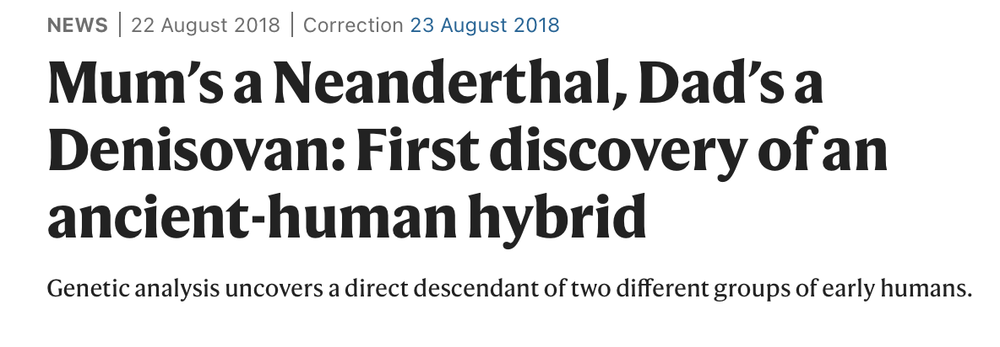 NEWS | 22 August 2018 | Correction 23 August 2018
Mum’s a Neanderthal, Dad’s a
Denisovan: First discovery of an
ancient-human hybrid
Genetic analysis uncovers a direct descendant of two different groups of early humans.